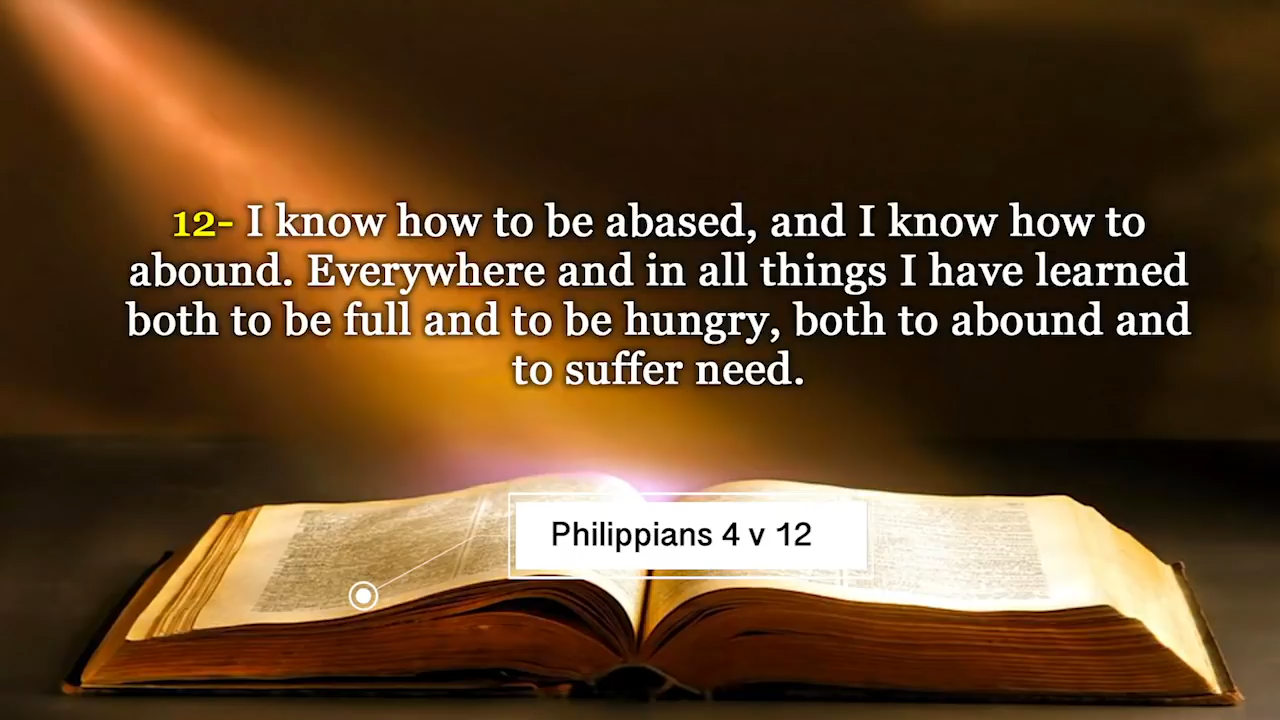 12- I know how to be abased, and I know how to
abound. Everywhere and in all things I have learned
both to be full and to be hungry, both to abound and
to suffer need.
Philippians 4 v 12